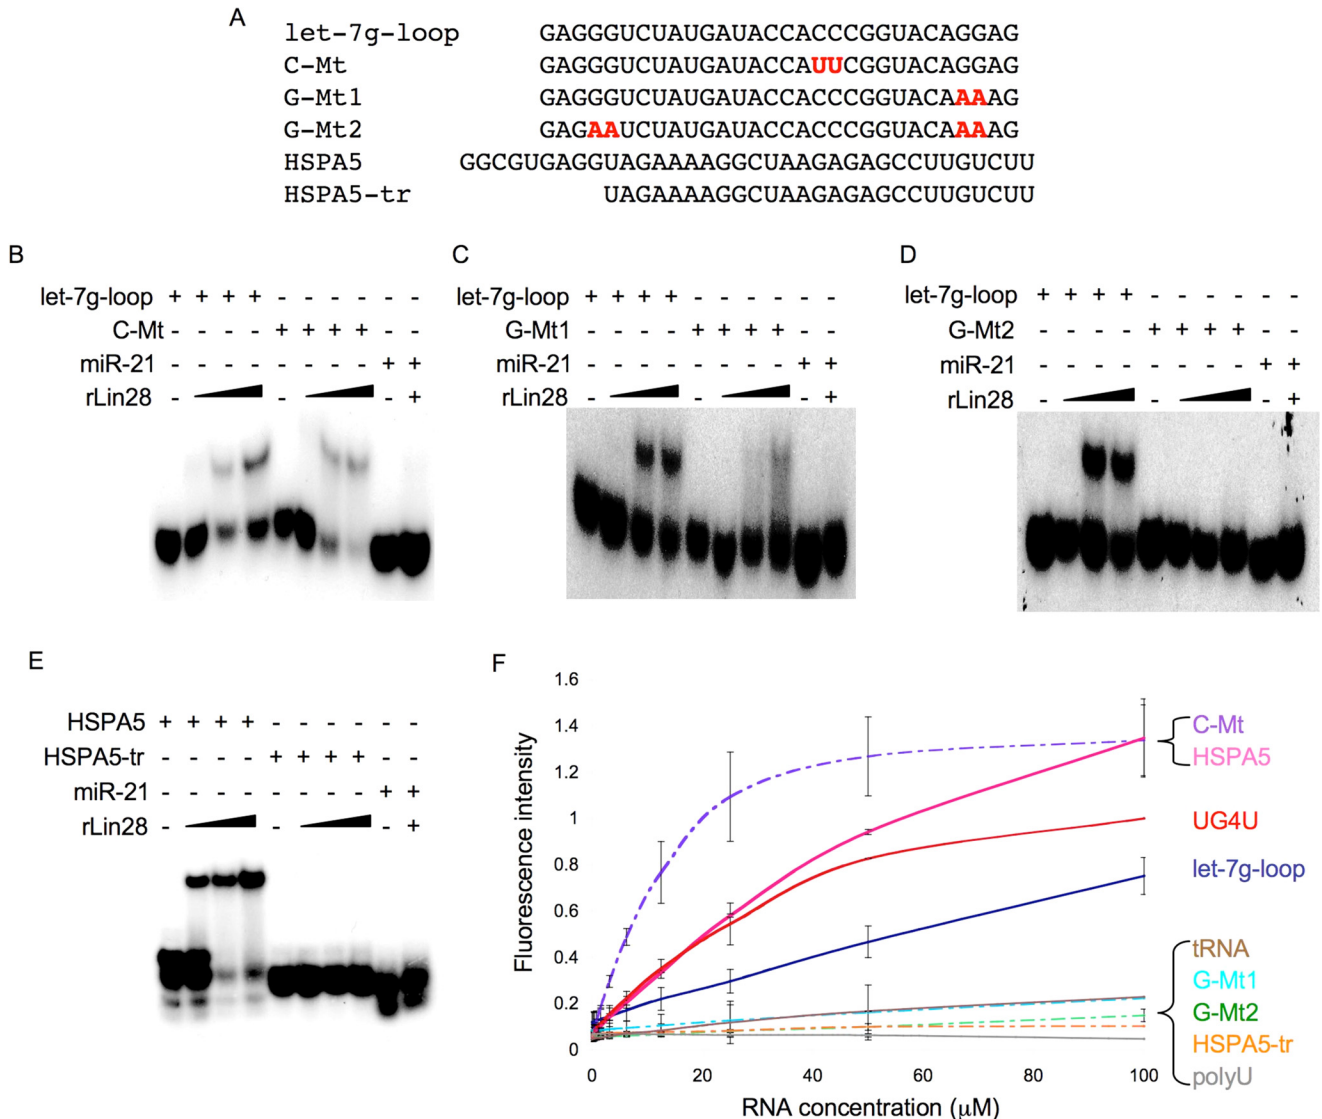 A
let-7g-loop GAGGGUCUAUGAUACCACCCGGUACAGGAG
C-Mt GAGGGUCUAUGAUACCAUUCGGUACAGGAG
G-Mt1 GAGGGUCUAUGAUACCACCCGGUACAAAAG
G-Mt2 GAGAAUCUAUGAUACCACCCGGUACAAAAG
HSPA5 GGCGUGAGGUAGAAAAGGCUAAGAGAGCCUUGUCUU
HSPA5-tr UAGAAAAGGCUAAGAGAGCCUUGUCUU
B
let-7g-loop + + + + - - - - - -
C-Mt - - - - + + + + - -
miR-21 - - - - - - - - + +
rLin28 - - - +
C
let-7g-loop + + + + - - - - - -
G-Mt1 - - - - + + + + - -
miR-21 - - - - - - - - + +
rLin28 - - - +
D
let-7g-loop + + + + - - - - - -
G-Mt2 - - - - + + + + - -
miR-21 - - - - - - - - + +
rLin28 - - - +
E
HSPA5 + + + + - - - - - -
HSPA5-tr - - - - + + + + - -
miR-21 - - - - - - - - + +
rLin28 - - - +
F
Fluorescence intensity
1.6
1.4
1.2
1
0.8
0.6
0.4
0.2
0
0 20 40 60 80 100
RNA concentration (µM)
C-Mt
HSPA5
UG4U
let-7g-loop
tRNA
G-Mt1
G-Mt2
HSPA5-tr
polyU